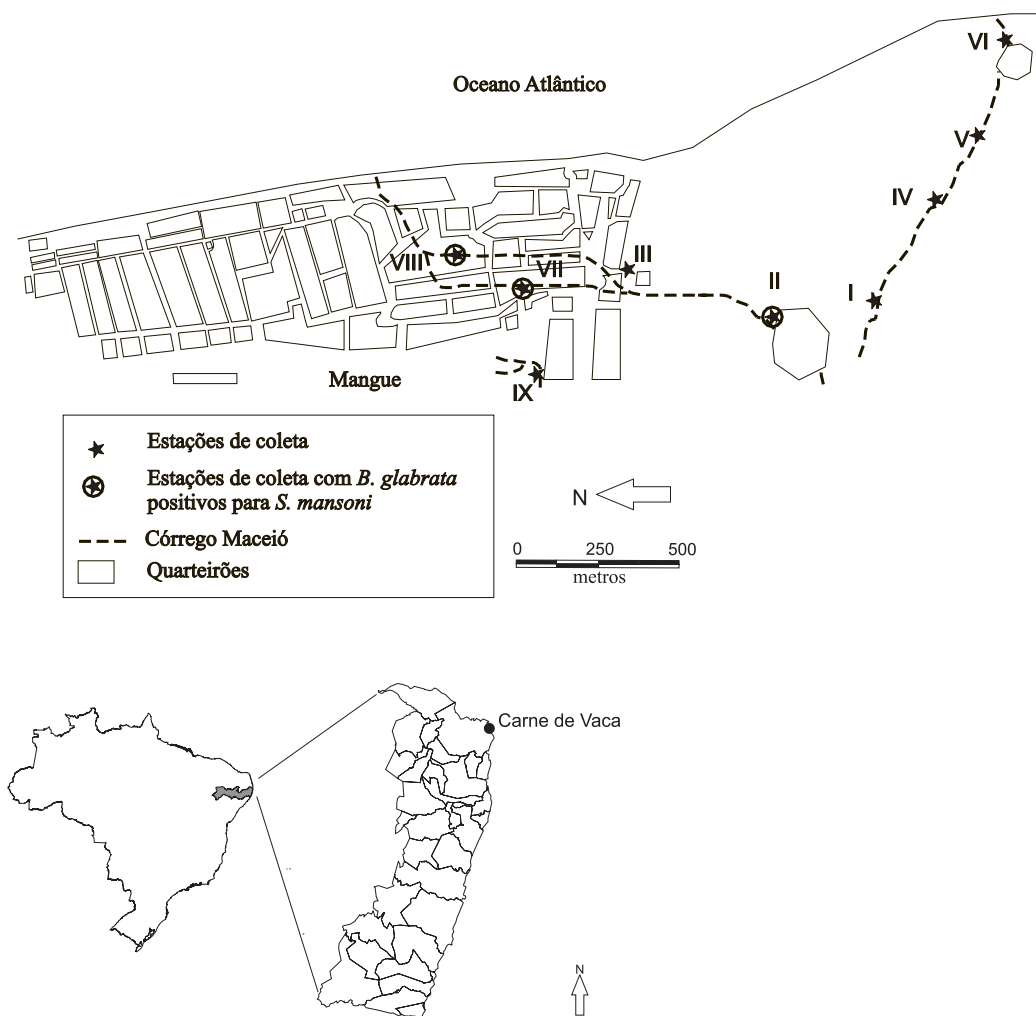 VI
Oceano Atlântico
V
IV
III
VIII
VII
II
I
Mangue
IX
Estações de coleta
Estações de coleta com B. glabrata
positivos para S. mansoni
Córrego Maceió
Quarteirões
N
0 250 500
metros
Carne de Vaca
N